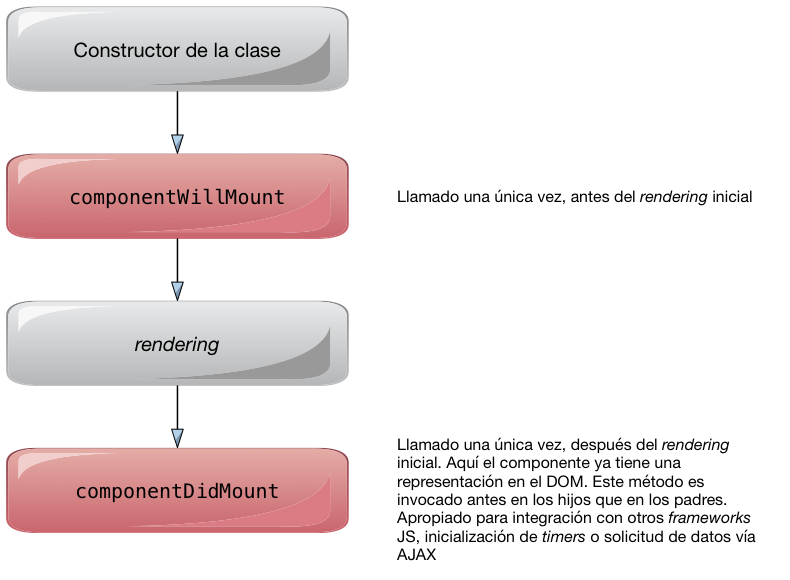 Constructor de la clase
componentWillMount
Llamado una única vez, antes del rendering inicial
rendering
componentDidMount
Llamado una única vez, después del rendering
inicial. Aquí el componente ya tiene una
representación en el DOM. Este método es
invocado antes en los hijos que en los padres.
Apropiado para integración con otros frameworks
JS, inicialización de timers o solicitud de datos vía
AJAX